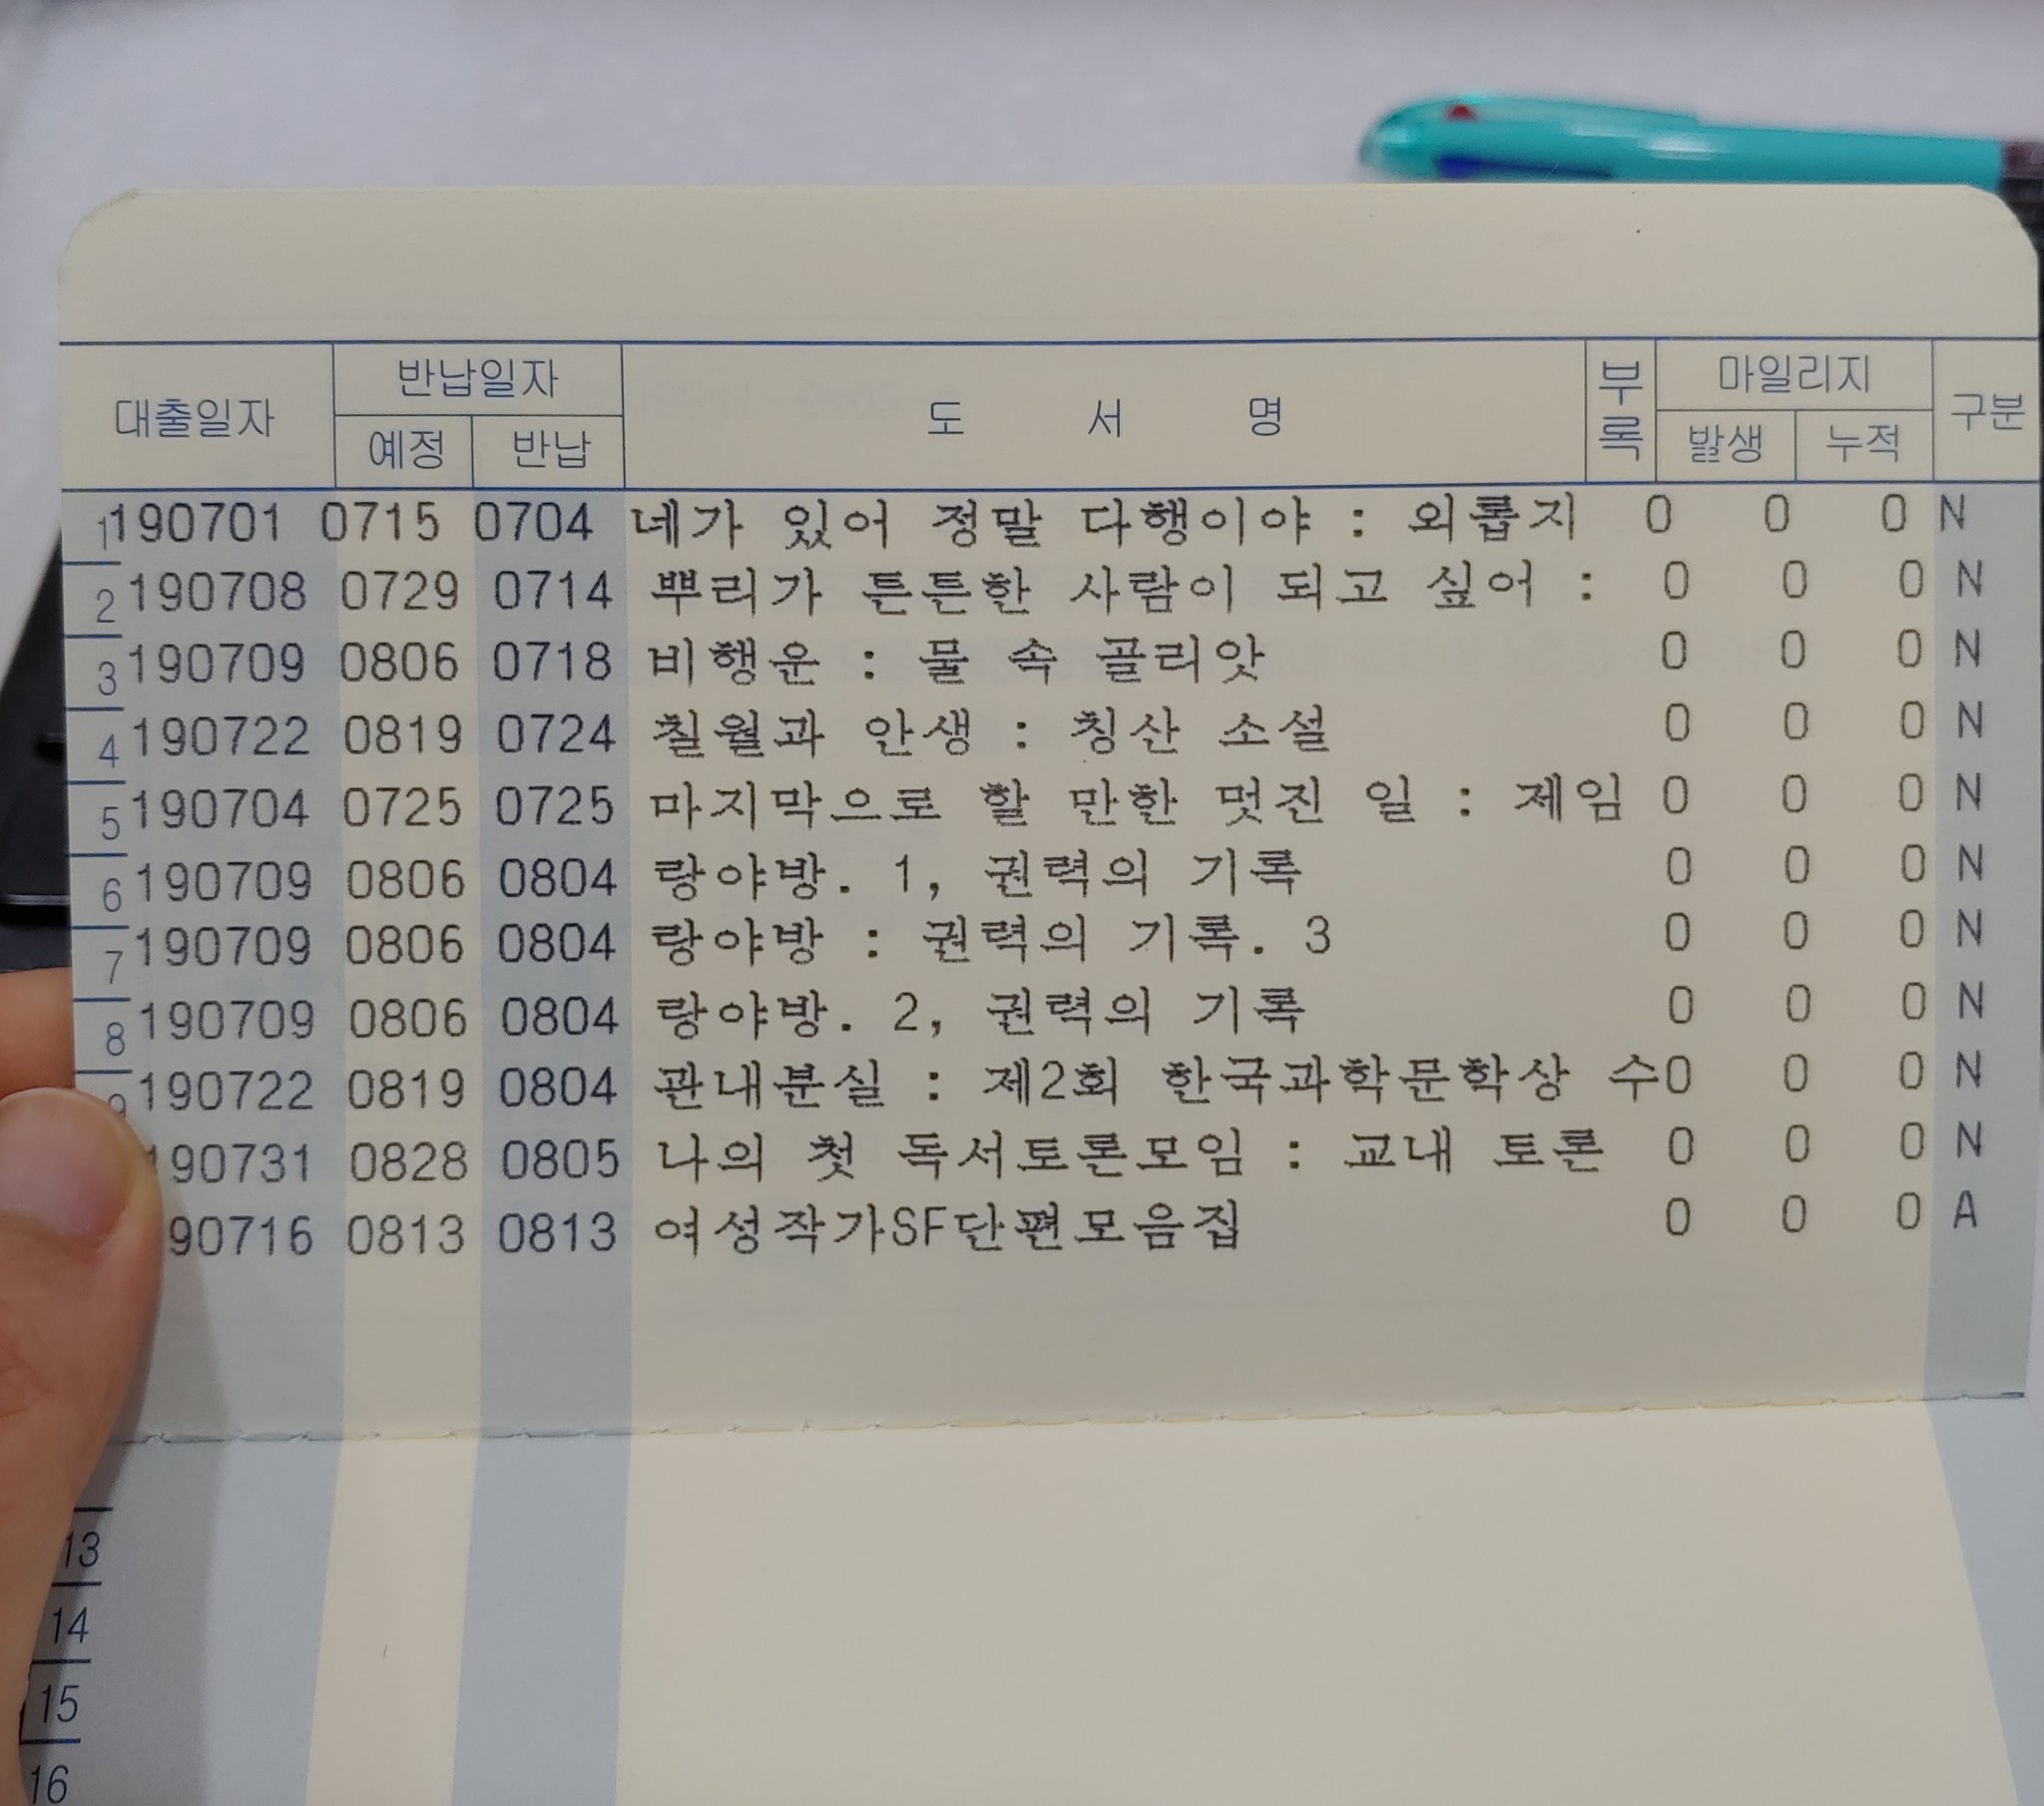 대출일자 반납일자 도 서 명 부록 마일리지 구분
예정 반납 발생 누적
1 190701 0715 0704 네가 있어 정말 다행이야 : 외롭지 0 0 0 N
2 190708 0729 0714 뿌리가 튼튼한 사람이 되고 싶어 : 0 0 0 N
3 190709 0806 0718 비행운 : 물 속 골리앗 0 0 0 N
4 190722 0819 0724 칠월과 안생 : 칭산 소설 0 0 0 N
5 190704 0725 0725 마지막으로 할 만한 멋진 일 : 제임 0 0 0 N
6 190709 0806 0804 랑야방. 1, 권력의 기록 0 0 0 N
7 190709 0806 0804 랑야방 : 권력의 기록. 3 0 0 0 N
8 190709 0806 0804 랑야방. 2, 권력의 기록 0 0 0 N
9 190722 0819 0804 관내분실 : 제2회 한국과학문학상 수0 0 0 N
190731 0828 0805 나의 첫 독서토론모임 : 교내 토론 0 0 0 N
90716 0813 0813 여성작가SF단편모음집 0 0 0 A
13
14
15
16